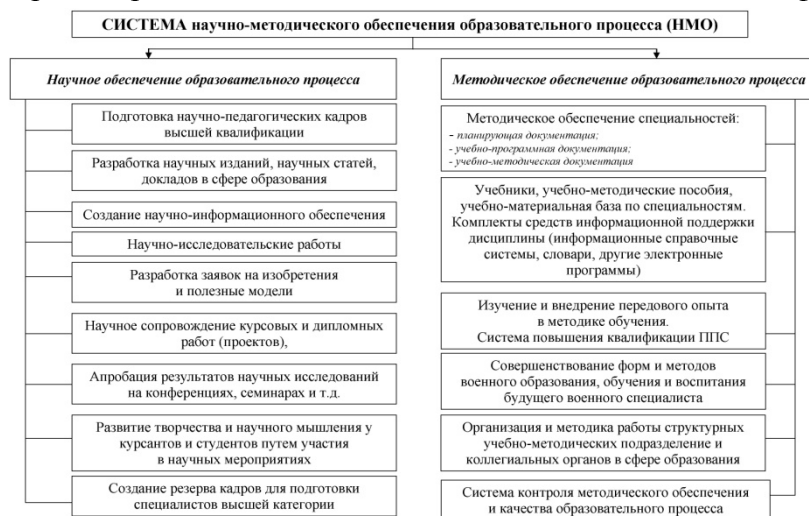 СИСТЕМА научно-методического обеспечения образовательного процесса (НМО)
Научное обеспечение образовательного процесса
Подготовка научно-педагогических кадров
высшей квалификации
Разработка научных изданий, научных статей,
докладов в сфере образования
Создание научно-информационного обеспечения
Научно-исследовательские работы
Разработка заявок на изобретения
и полезные модели
Научное сопровождение курсовых и дипломных
работ (проектов),
Апробация результатов научных исследований
на конференциях, семинарах и т.д.
Развитие творчества и научного мышления у
курсантов и студентов путем участия
в научных мероприятиях
Создание резерва кадров для подготовки
специалистов высшей категории
Методическое обеспечение образовательного процесса
Методическое обеспечение специальностей:
- планирующая документация;
- учебно-программная документация;
- учебно-методическая документация
Учебники, учебно-методические пособия,
учебно-материальная база по специальностям.
Комплекты средств информационной поддержки
дисциплины (информационные справочные
системы, словари, другие электронные
программы)
Изучение и внедрение передового опыта
в методике обучения.
Система повышения квалификации ППС
Совершенствование форм и методов
военного образования, обучения и воспитания
будущего военного специалиста
Организация и методика работы структурных
учебно-методических подразделение и
коллегиальных органов в сфере образования
Система контроля методического обеспечения
и качества образовательного процесса